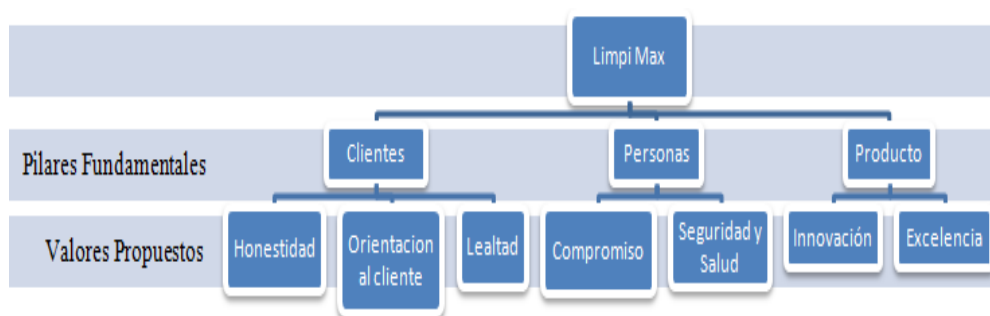 Limpi Max
Pilares Fundamentales
Clientes
Personas
Producto
Valores Propuestos
Honestidad
Orientacion
al cliente
Lealtad
Compromiso
Seguridad y
Salud
Innovación
Excelencia